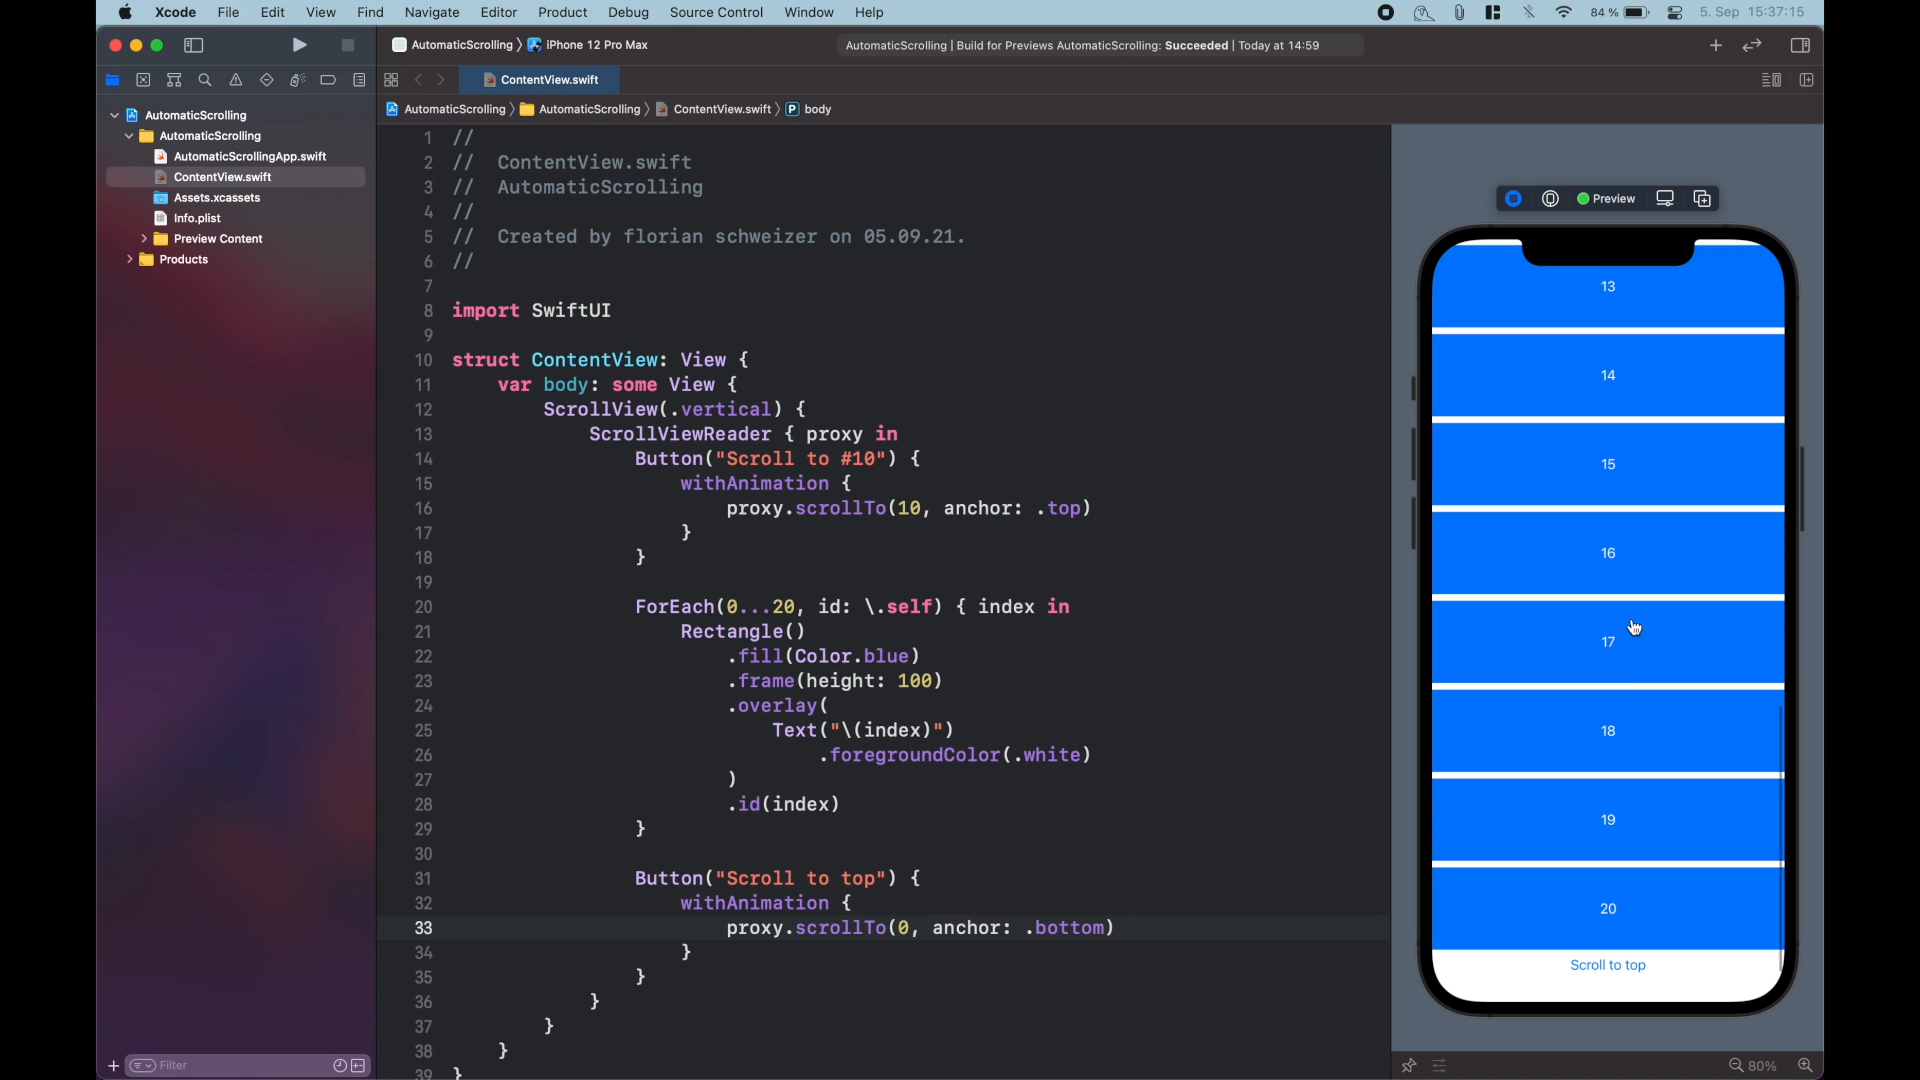 Xcode File Edit View Find Navigate Editor Product Debug Source Control Window Help 84 % 5. Sep 15:37:15
AutomaticScrolling iPhone 12 Pro Max AutomaticScrolling | Build for Previews AutomaticScrolling: Succeeded | Today at 14:59
ContentView.swift
AutomaticScrolling AutomaticScrolling ContentView.swift P body
AutomaticScrolling
AutomaticScrolling
AutomaticScrollingApp.swift
ContentView.swift
Assets.xcassets
Info.plist
Preview Content
Products
Filter
1 //
2 // ContentView.swift
3 // AutomaticScrolling
4 //
5 // Created by florian schweizer on 05.09.21.
6 //
7
8 import SwiftUI
9
10 struct ContentView: View {
11 var body: some View {
12 ScrollView(.vertical) {
13 ScrollViewReader { proxy in
14 Button("Scroll to #10") {
15 withAnimation {
16 proxy.scrollTo(10, anchor: .top)
17 }
18 }
19
20 ForEach(0...20, id: \.self) { index in
21 Rectangle()
22 .fill(Color.blue)
23 .frame(height: 100)
24 .overlay(
25 Text("\(index)")
26 .foregroundColor(.white)
27 )
28 .id(index)
29 }
30
31 Button("Scroll to top") {
32 withAnimation {
33 proxy.scrollTo(0, anchor: .bottom)
34 }
35 }
36 }
37 }
38 }
39 }
Preview
13
14
15
16
17
18
19
20
Scroll to top
80%